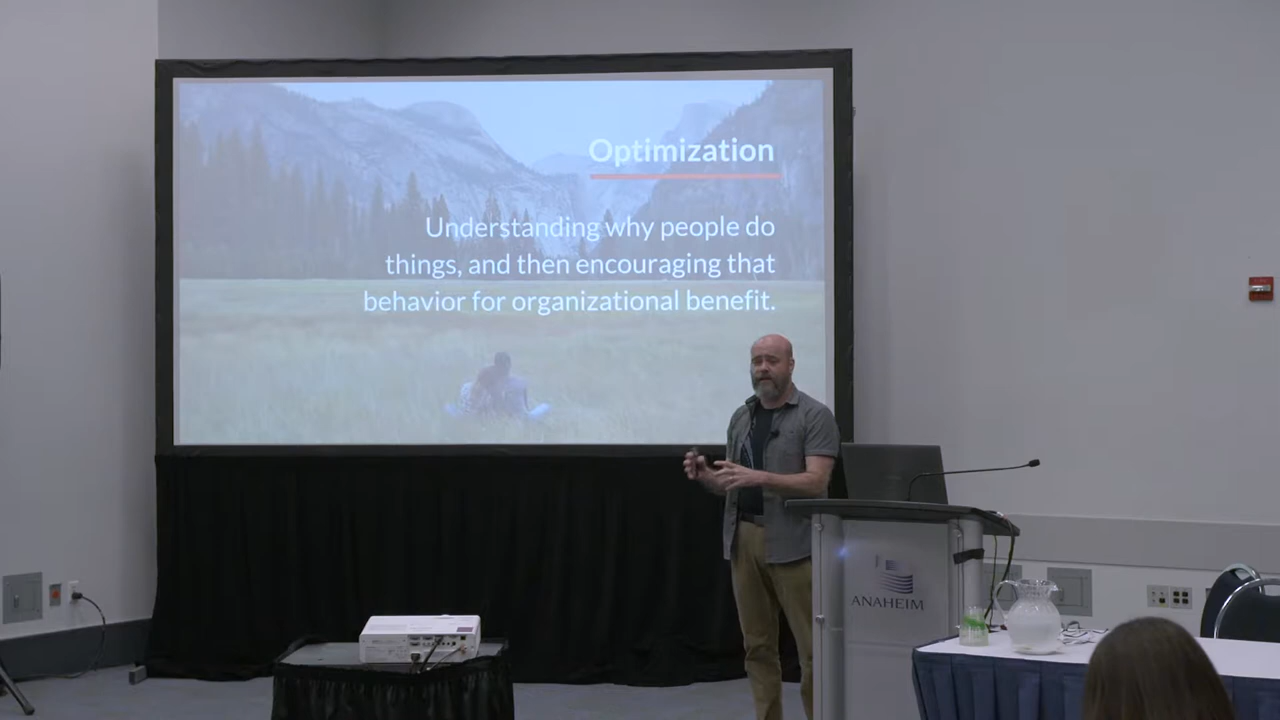 Optimization
Understanding why people do
things, and then encouraging that
behavior for organizational benefit.
ANAHEIM